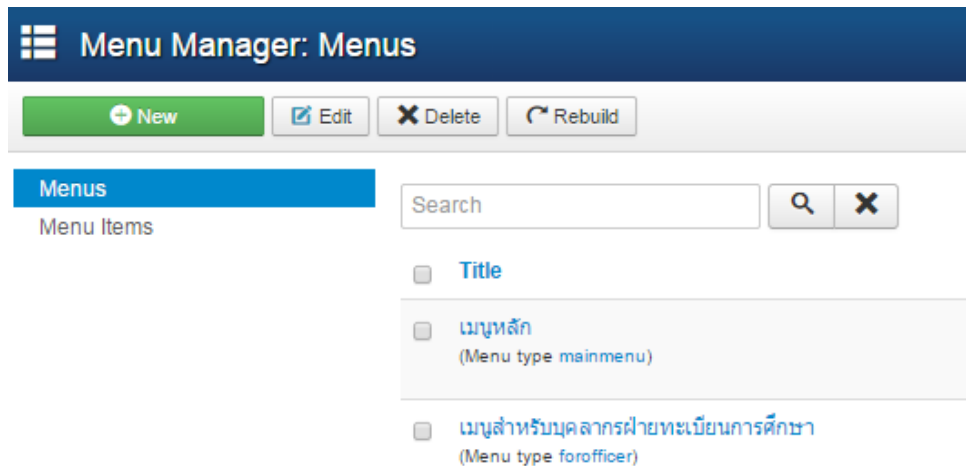 Menu Manager: Menus
New Edit Delete Rebuild
Menus
Menu Items
Search
Title
เมนูหลัก
(Menu type mainmenu)
เมนูสำหรับบุคลากรฝ่ายทะเบียนการศึกษา
(Menu type forofficer)